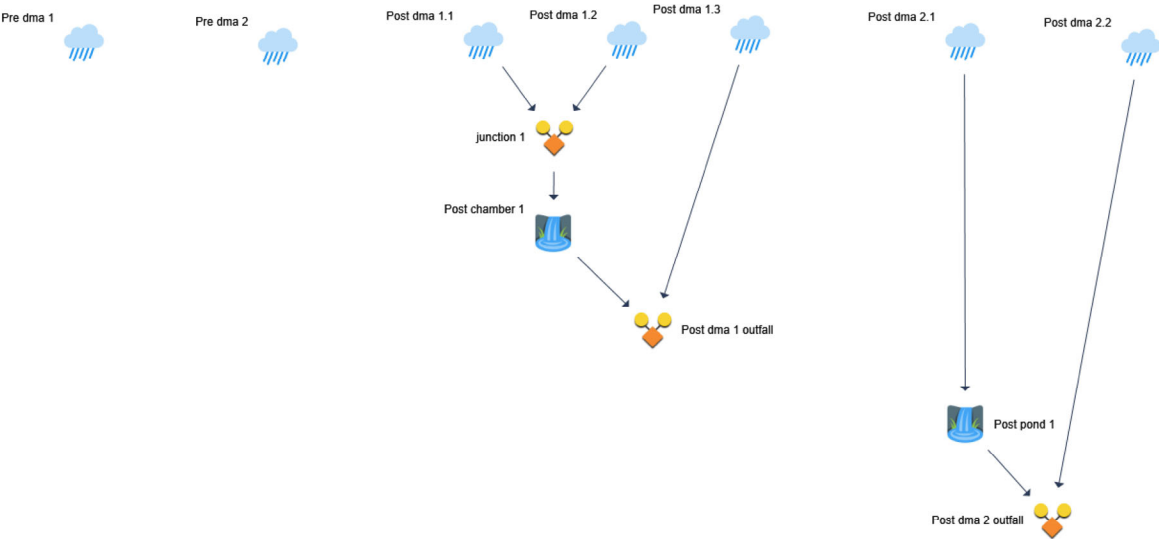 Pre dma 1
Pre dma 2
Post dma 1.1
Post dma 1.2
Post dma 1.3
Post dma 2.1
Post dma 2.2
junction 1
Post chamber 1
Post dma 1 outfall
Post pond 1
Post dma 2 outfall